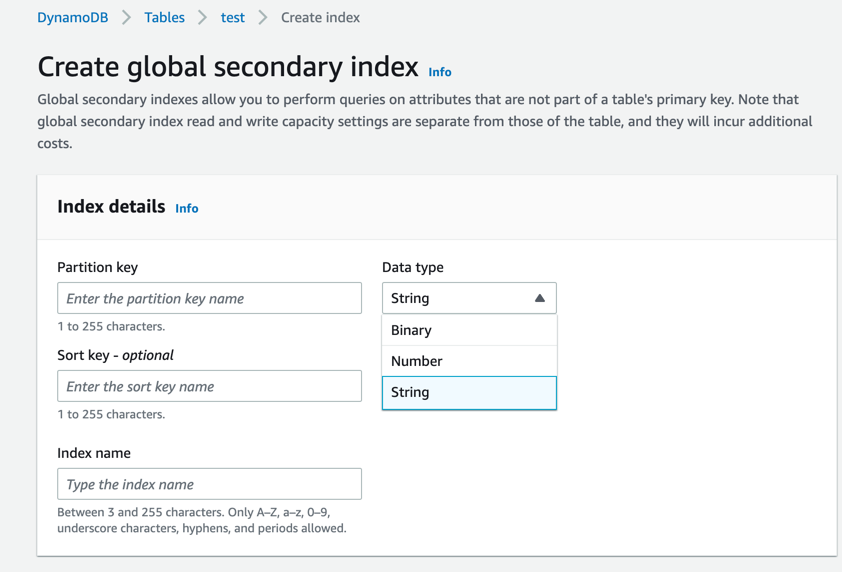 DynamoDB > Tables > test > Create index
Create global secondary index Info
Global secondary indexes allow you to perform queries on attributes that are not part of a table's primary key. Note that
global secondary index read and write capacity settings are separate from those of the table, and they will incur additional
costs.
Index details Info
Partition key
Enter the partition key name
1 to 255 characters.
Data type
String
Binary
Number
String
Sort key - optional
Enter the sort key name
1 to 255 characters.
Index name
Type the index name
Between 3 and 255 characters. Only A–Z, a–z, 0–9,
underscore characters, hyphens, and periods allowed.